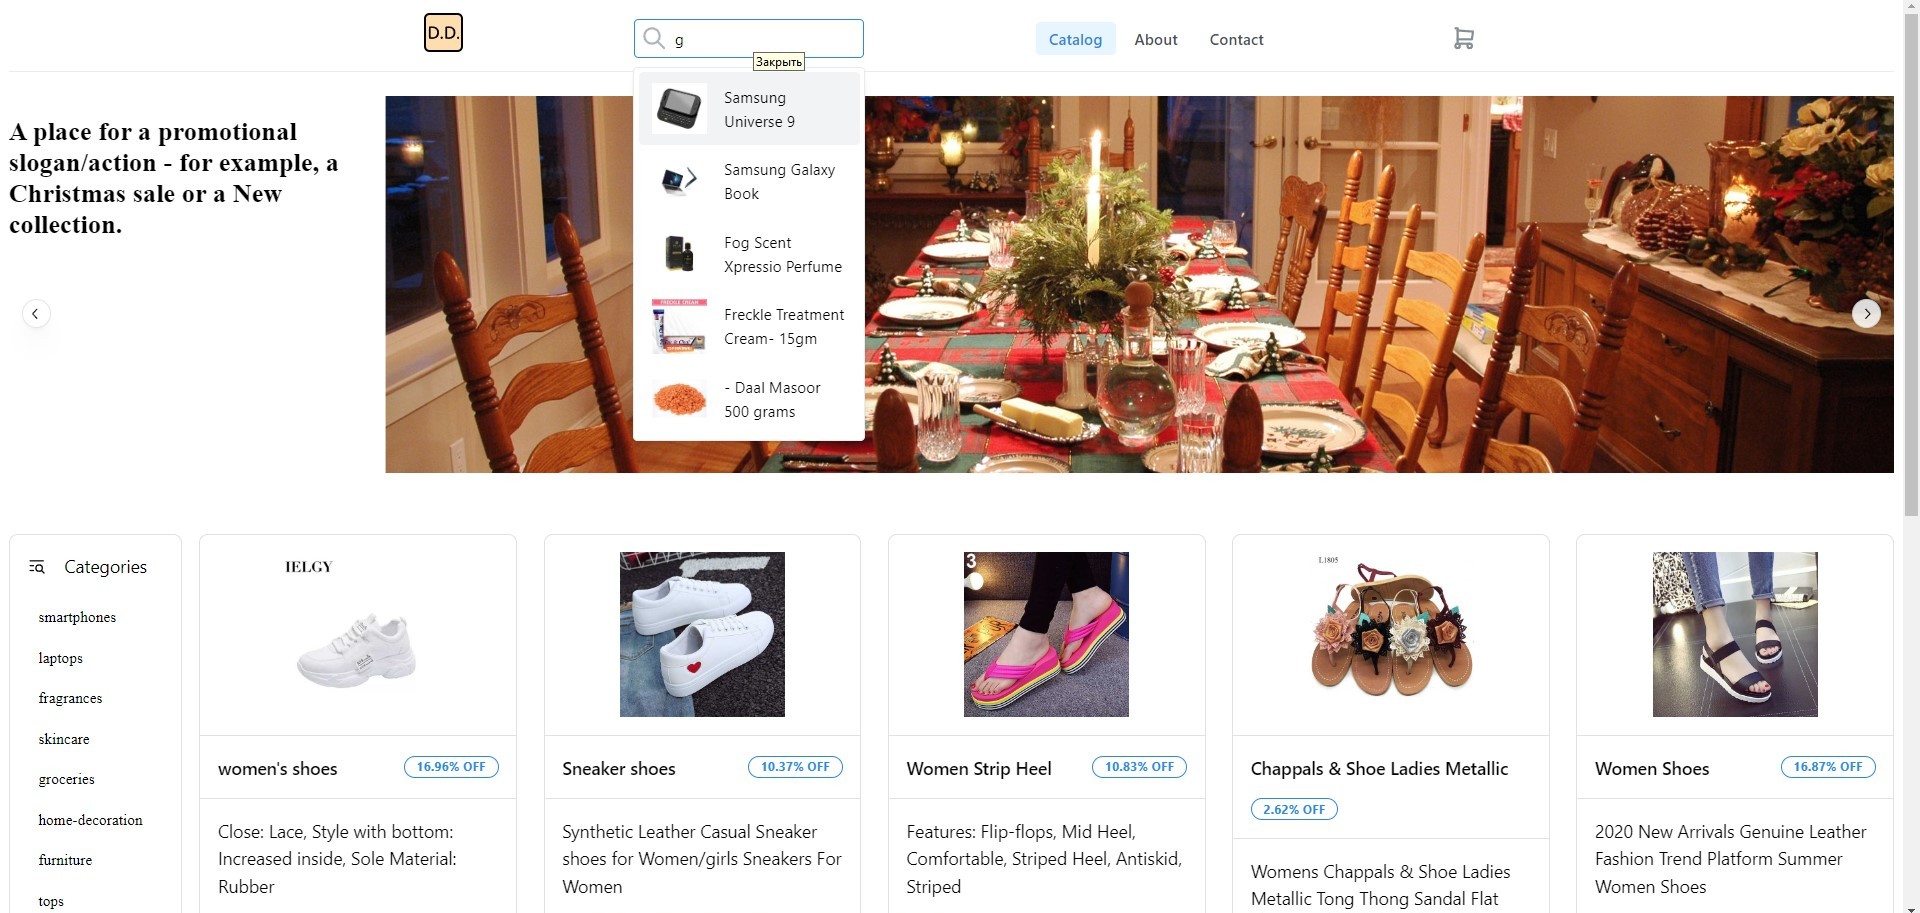 D.D.
g
Закрыть
Catalog
About
Contact
Samsung
Universe 9
Samsung Galaxy
Book
Fog Scent
Xpressio Perfume
FRECKLE CREAM
Freckle Treatment
Cream- 15gm
- Daal Masoor
500 grams
A place for a promotional
slogan/action - for example, a
Christmas sale or a New
collection.
Categories
smartphones
laptops
fragrances
skincare
groceries
home-decoration
furniture
tops
IELGY
women's shoes
16.96% OFF
Close: Lace, Style with bottom:
Increased inside, Sole Material:
Rubber
Sneaker shoes
10.37% OFF
Synthetic Leather Casual Sneaker
shoes for Women/girls Sneakers For
Women
3
Women Strip Heel
10.83% OFF
Features: Flip-flops, Mid Heel,
Comfortable, Striped Heel, Antiskid,
Striped
L1805
Chappals & Shoe Ladies Metallic
2.62% OFF
Womens Chappals & Shoe Ladies
Metallic Tong Thong Sandal Flat
Women Shoes
16.87% OFF
2020 New Arrivals Genuine Leather
Fashion Trend Platform Summer
Women Shoes